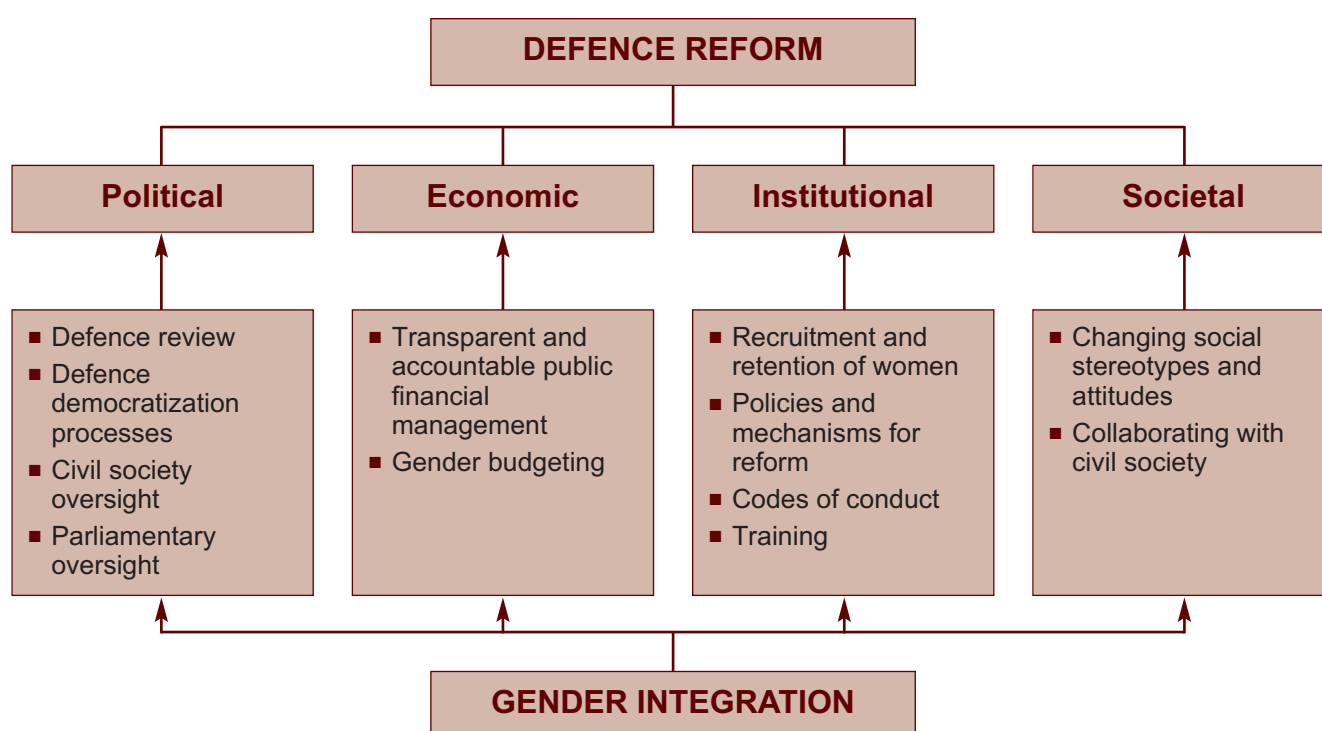 DEFENCE REFORM
Political
Economic
Institutional
Societal
■ Defence review
■ Defence
democratization
processes
■ Civil society
oversight
■ Parliamentary
oversight
■ Transparent and
accountable public
financial
management
■ Gender budgeting
■ Recruitment and
retention of women
■ Policies and
mechanisms for
reform
■ Codes of conduct
■ Training
■ Changing social
stereotypes and
attitudes
■ Collaborating with
civil society
GENDER INTEGRATION